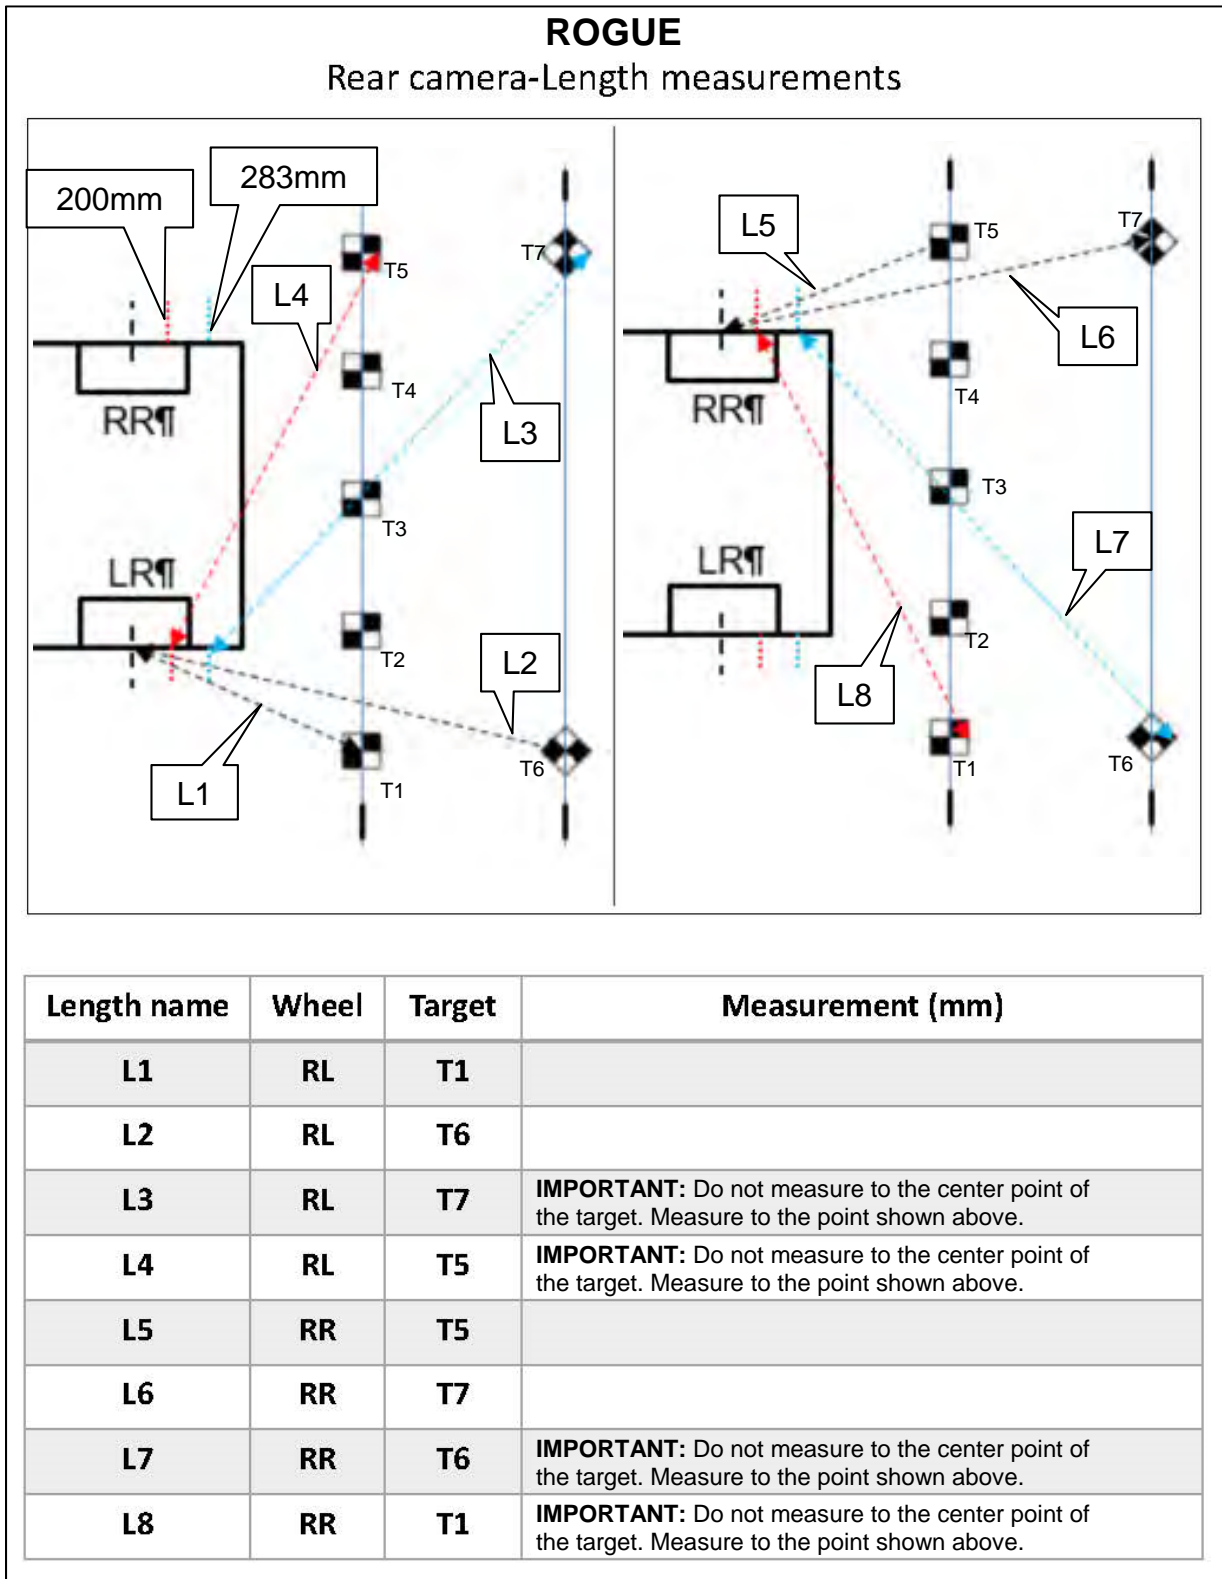 ROGUE
Rear camera-Length measurements
200mm
283mm
L4
T5
T7
T4
L3
RR¶
T3
LR¶
T2
L2
L1
T1
T6
L5
T5
T7
L6
RR¶
T4
T3
L7
LR¶
T2
L8
T1
T6
Length name Wheel Target Measurement (mm)
L1 RL T1
L2 RL T6
L3 RL T7 IMPORTANT: Do not measure to the center point of
the target. Measure to the point shown above.
L4 RL T5 IMPORTANT: Do not measure to the center point of
the target. Measure to the point shown above.
L5 RR T5
L6 RR T7
L7 RR T6 IMPORTANT: Do not measure to the center point of
the target. Measure to the point shown above.
L8 RR T1 IMPORTANT: Do not measure to the center point of
the target. Measure to the point shown above.